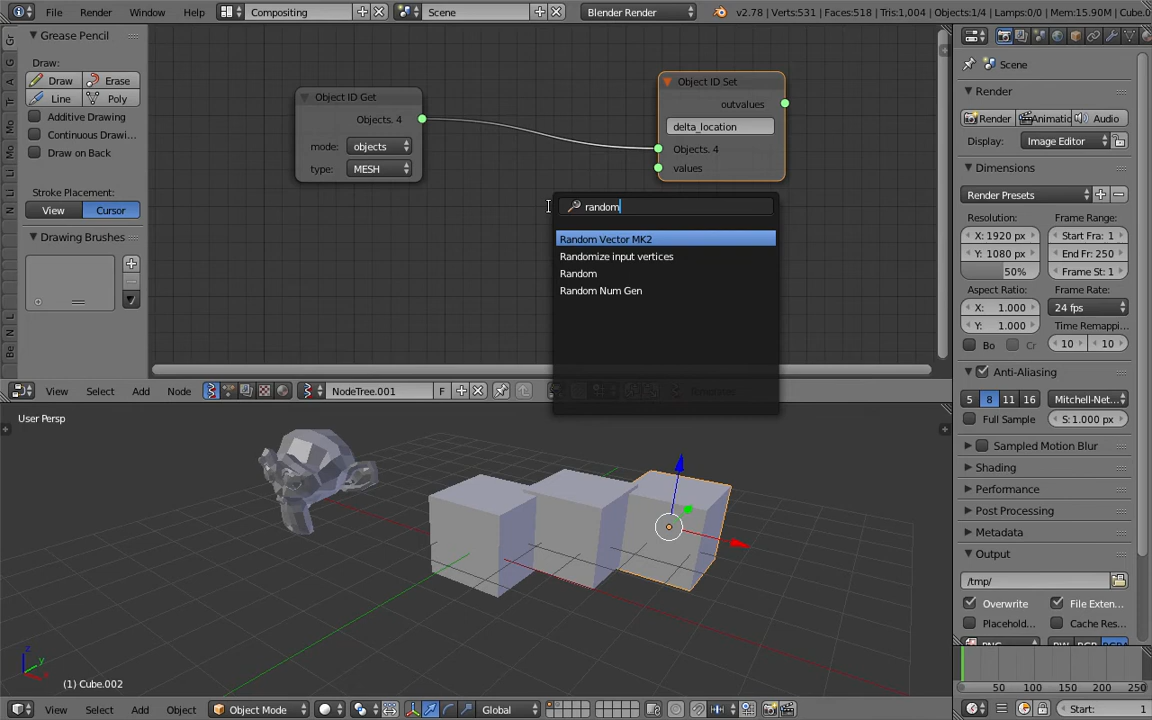 File Render Window Help Compositing Scene Blender Render v2.78 | Verts:531 | Faces:518 | Tris:1,004 | Objects:1/4 | Lamps:0/0 | Mem:15.90M | Cube.0
Grease Pencil
Draw:
Draw Erase
Line Poly
Additive Drawing
Continuous Drawi...
Draw on Back
Stroke Placement:
View Cursor
Drawing Brushes
Object ID Get
Objects. 4
mode: objects
type: MESH
Object ID Set
outvalues
delta_location
Objects. 4
values
random
Random Vector MK2
Randomize input vertices
Random
Random Num Gen
View Select Add Node NodeTree.001 F
User Persp
(1) Cube.002
View Select Add Object Object Mode Global
Scene
Render
Render Animatic Audio
Display: Image Editor
Dimensions
Render Presets
Resolution: Frame Range:
X: 1920 px Start Fra: 1
Y: 1080 px End Fr: 250
50% Frame St: 1
Aspect Ratio: Frame Rate:
X: 1.000 24 fps
Y: 1.000 Time Remappi...
Bo Cr 10 10
Anti-Aliasing
5 8 11 16 Mitchell-Net...
Full Sample S: 1.000 px
Sampled Motion Blur
Shading
Performance
Post Processing
Metadata
Output
/tmp/
Overwrite File Exten...
Placehold... Cache Res...
50 100 150 200 250
Start: 1